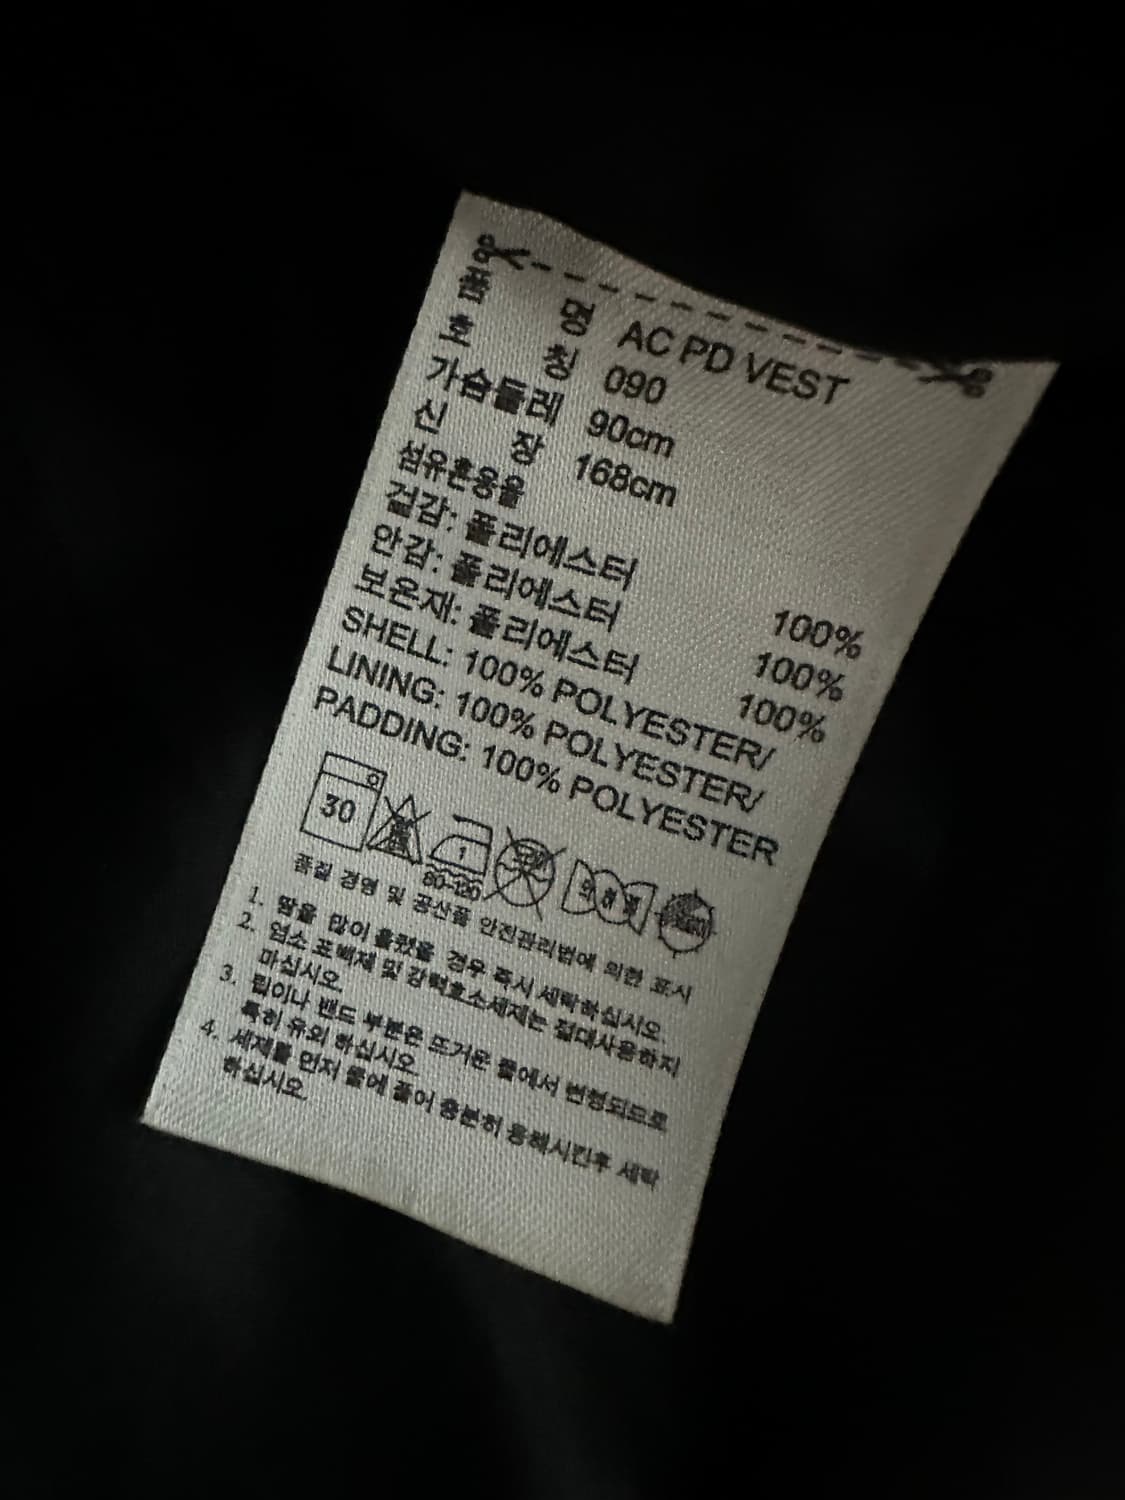 품 명 AC PD VEST
호 칭 090
가슴둘레 90cm
신 장 168cm
섬유혼용율
겉감: 폴리에스터 100%
안감: 폴리에스터 100%
보온재: 폴리에스터 100%
SHELL: 100% POLYESTER/
LINING: 100% POLYESTER/
PADDING: 100% POLYESTER
30
1
80-120
품질 경영 및 공산품 안전관리법에 의한 표시
1. 땀을 많이 흘렸을 경우 즉시 세탁하십시오.
2. 염소 표백제 및 강력효소세제는 절대사용하지
마십시오.
3. 립이나 밴드 부분은 뜨거운 물에서 변형되므로
특히 유의 하십시오.
4. 세제를 먼저 물에 풀어 충분히 용해시킨후 세탁
하십시오.